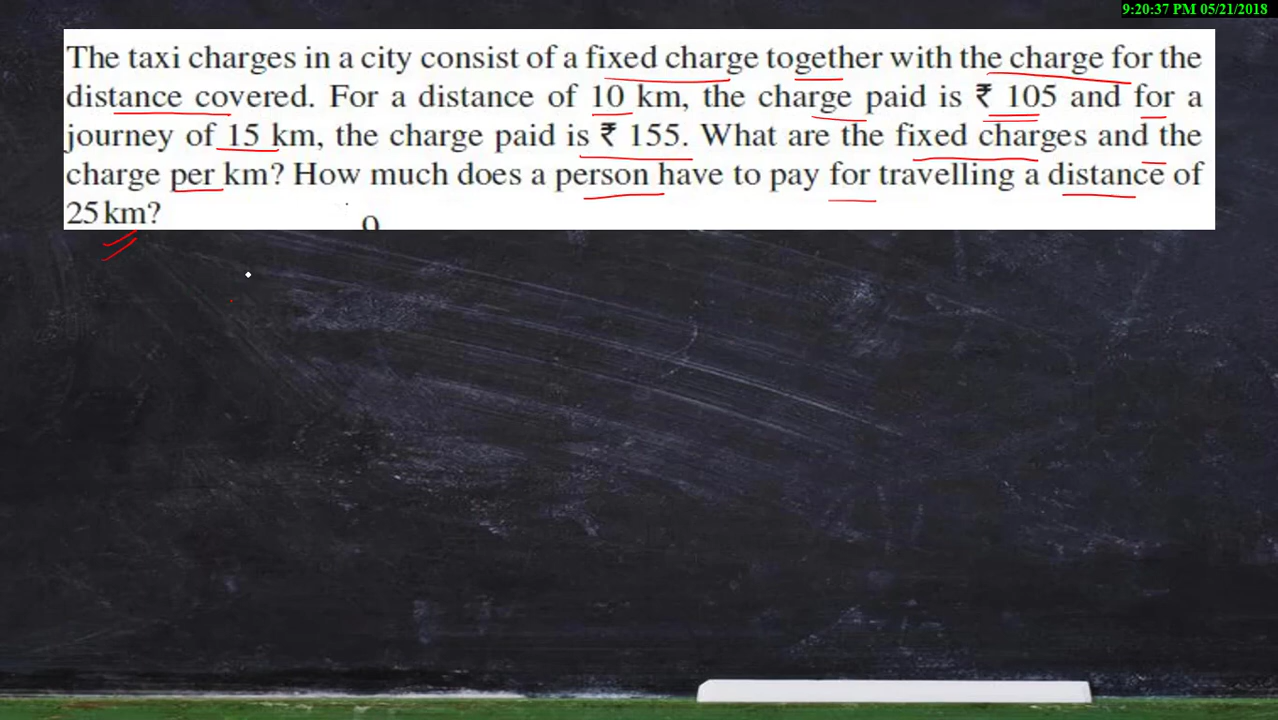 9:20:37 PM 05/21/2018
The taxi charges in a city consist of a fixed charge together with the charge for the
distance covered. For a distance of 10 km, the charge paid is ₹ 105 and for a
journey of 15 km, the charge paid is ₹ 155. What are the fixed charges and the
charge per km? How much does a person have to pay for travelling a distance of
25 km?